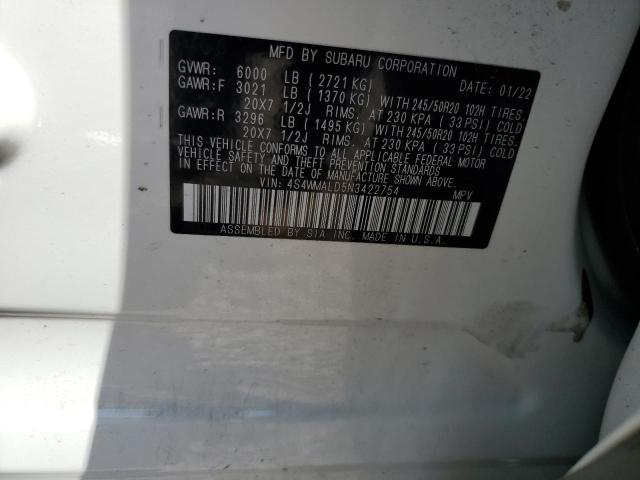 MFD BY SUBARU CORPORATION
GVWR: 6000 LB (2721 KG) DATE: 01/22
GAWR:F 3021 LB (1370 KG) WITH 245/50R20 102H TIRES,
20X7 1/2J RIMS, AT 230 KPA (33 PSI) COLD
GAWR:R 3296 LB (1495 KG) WITH 245/50R20 102H TIRES,
20X7 1/2J RIMS, AT 230 KPA (33 PSI) COLD
THIS VEHICLE CONFORMS TO ALL APPLICABLE FEDERAL MOTOR
VEHICLE SAFETY AND THEFT PREVENTION STANDARDS
IN EFFECT ON THE DATE OF MANUFACTURE SHOWN ABOVE.
VIN: 4S4WMALD5N3422754 MPV
ASSEMBLED BY SIA INC. MADE IN U.S.A.